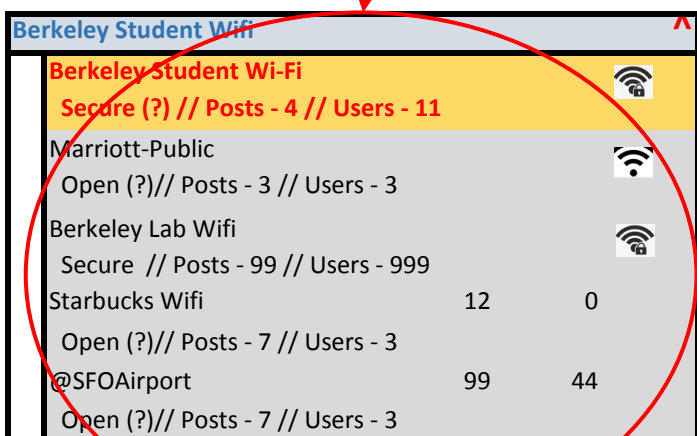 Berkeley Student Wifi ^
Berkeley Student Wi-Fi
Secure (?) // Posts - 4 // Users - 11
Marriott-Public
Open (?)// Posts - 3 // Users - 3
Berkeley Lab Wifi
Secure // Posts - 99 // Users - 999
Starbucks Wifi 12 0
Open (?)// Posts - 7 // Users - 3
@SFOAirport 99 44
Open (?)// Posts - 7 // Users - 3